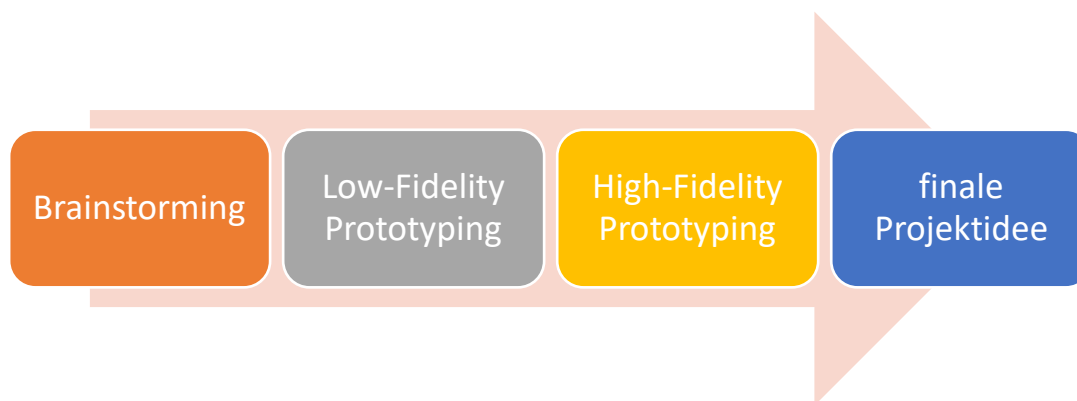 Brainstorming
Low-Fidelity
Prototyping
High-Fidelity
Prototyping
finale
Projektidee